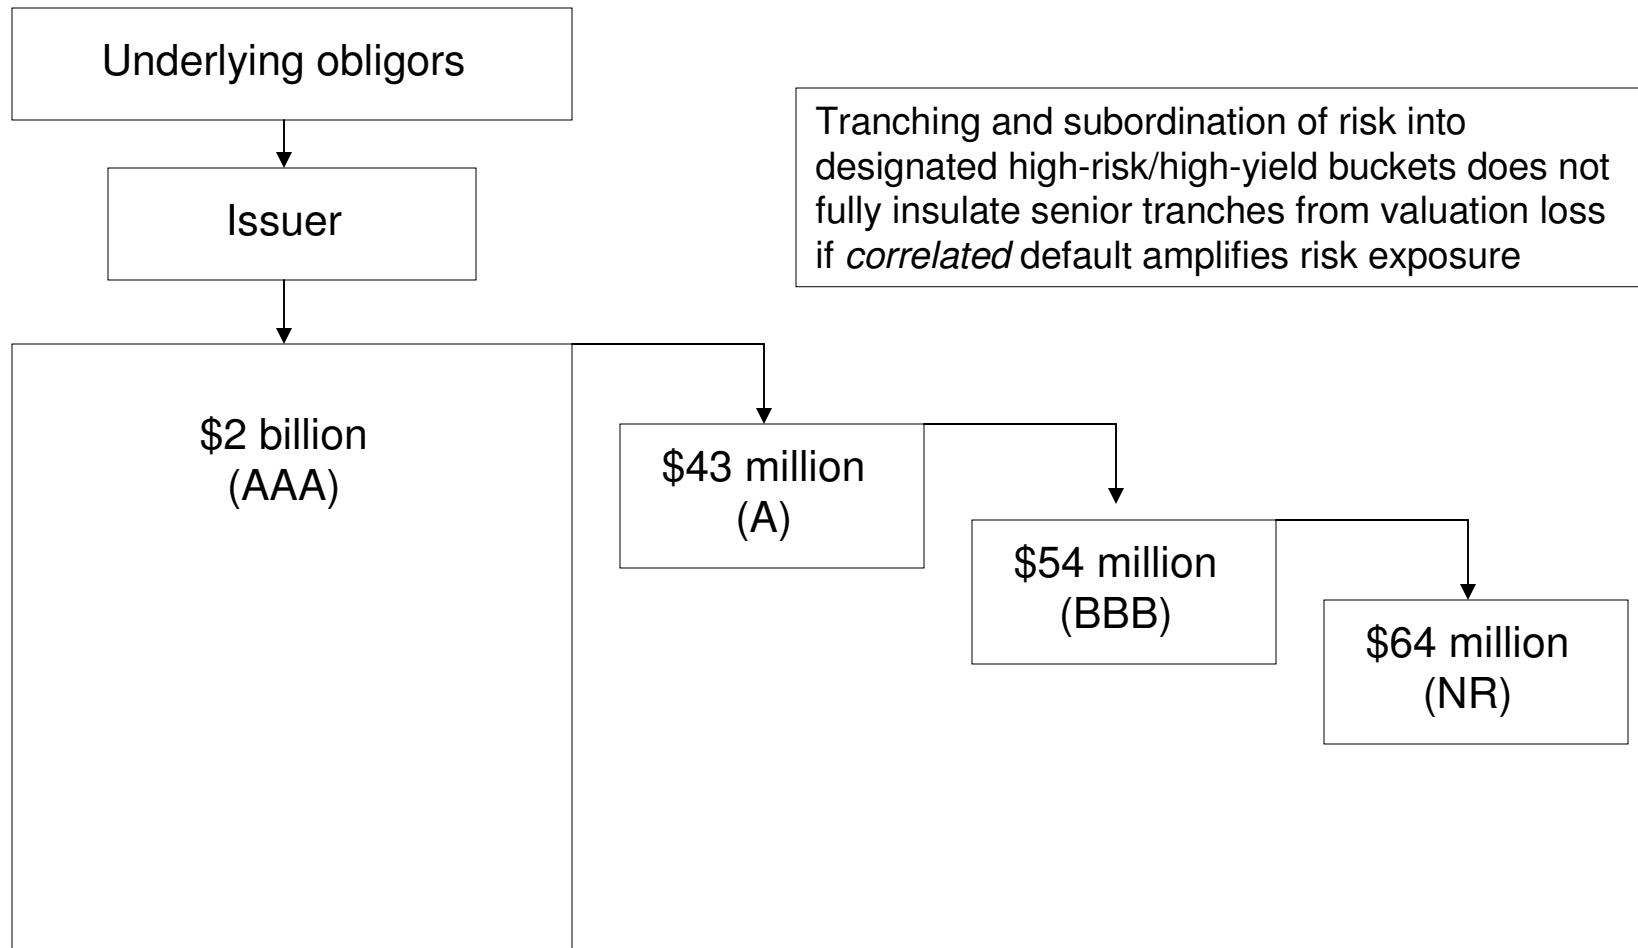 Underlying obligors
Tranching and subordination of risk into
designated high-risk/high-yield buckets does not
fully insulate senior tranches from valuation loss
if correlated default amplifies risk exposure
Issuer
$2 billion
(AAA)
$43 million
(A)
$54 million
(BBB)
$64 million
(NR)